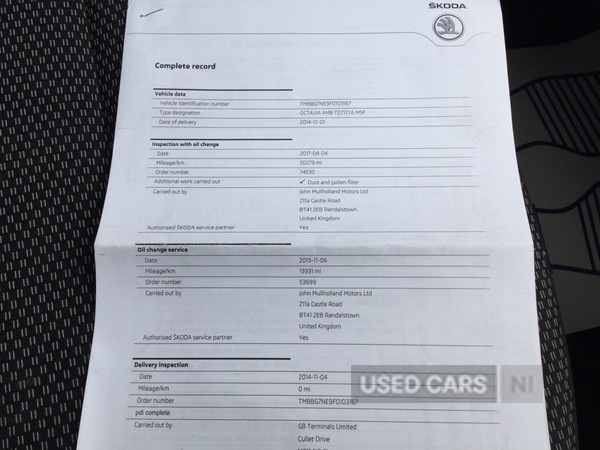 ŠKODA
Complete record
Vehicle data
Vehicle identification number TMBBG7NE9F0103167
Type designation OCTAVIA AMB TD77/1.6 M5F
Date of delivery 2014-12-01
Inspection with oil change
Date 2017-04-04
Mileage/km 20279 mi
Order number 74530
Additional work carried out ✓ Dust and pollen filter
Carried out by John Mulholland Motors Ltd
211a Castle Road
BT41 2EB Randalstown
United Kingdom
Authorised ŠKODA service partner Yes
Oil change service
Date 2015-11-06
Mileage/km 13931 mi
Order number 53699
Carried out by John Mulholland Motors Ltd
211a Castle Road
BT41 2EB Randalstown
United Kingdom
Authorised ŠKODA service partner Yes
Delivery inspection
Date 2014-11-04
Mileage/km 0 mi
Order number TMBBG7NE9F0103167
pdi complete
Carried out by GB Terminals Limited
Cullet Drive
USED CARS NI